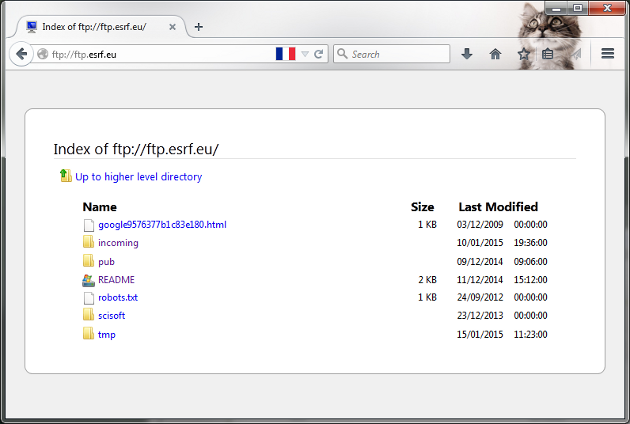 Index of ftp://ftp.esrf.eu/
ftp://ftp.esrf.eu
Search
Index of ftp://ftp.esrf.eu/
Up to higher level directory
Name Size Last Modified
google9576377b1c83e180.html 1 KB 03/12/2009 00:00:00
incoming 10/01/2015 19:36:00
pub 09/12/2014 09:06:00
README 2 KB 11/12/2014 15:12:00
robots.txt 1 KB 24/09/2012 00:00:00
scisoft 23/12/2013 00:00:00
tmp 15/01/2015 11:23:00